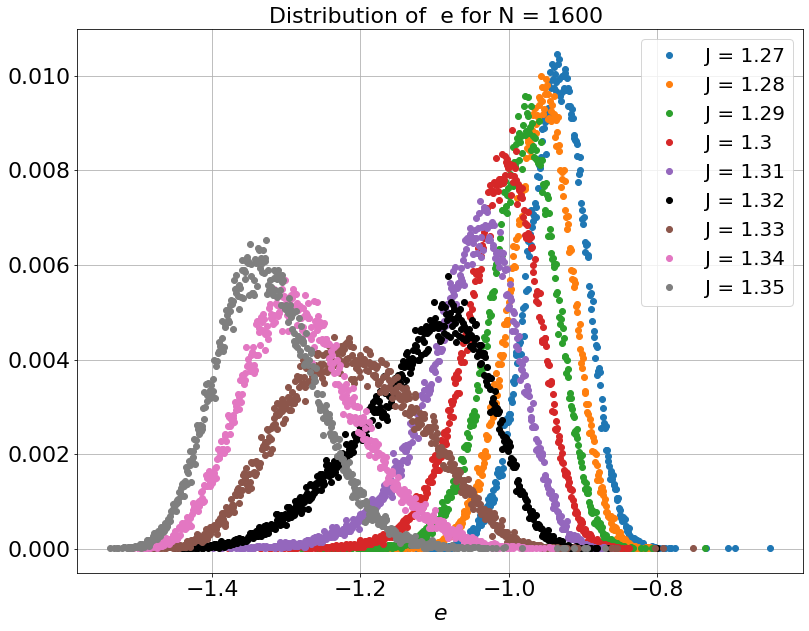 Distribution of  e for N = 1600
0.010
0.008
0.006
0.004
0.002
0.000
−1.4
−1.2
−1.0
−0.8
e
J = 1.27
J = 1.28
J = 1.29
J = 1.3
J = 1.31
J = 1.32
J = 1.33
J = 1.34
J = 1.35